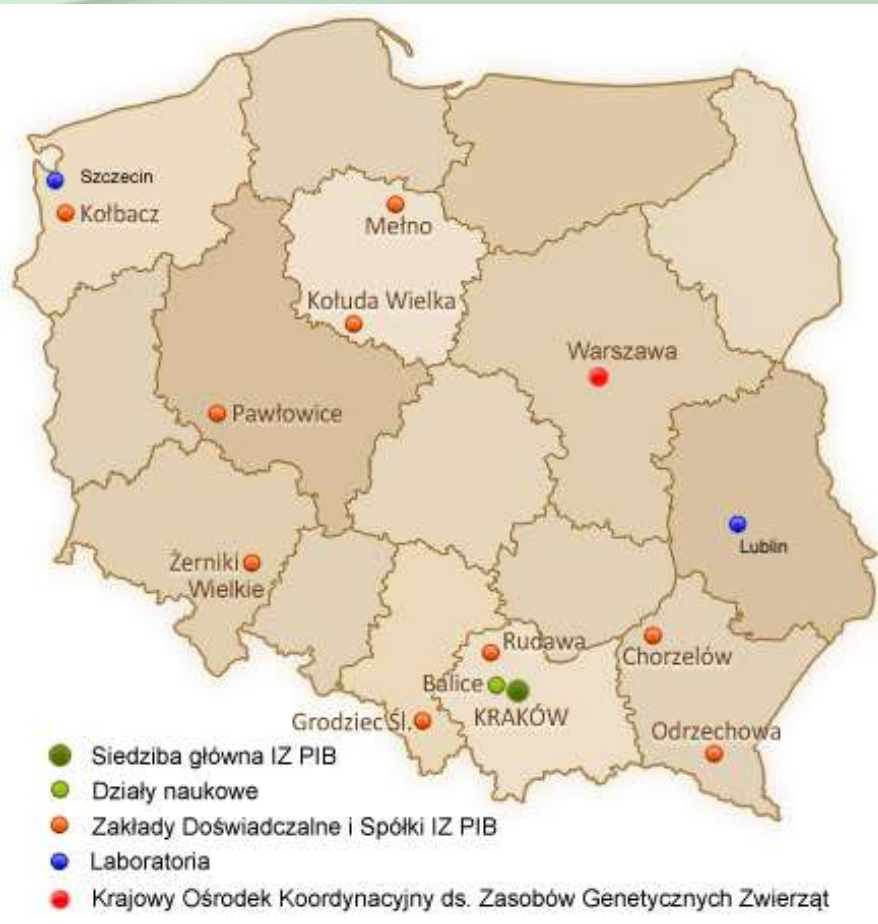 Szczecin
Kołbacz
Mełno
Kołuda Wielka
Warszawa
Pawłowice
Lublin
Żerniki
Wielkie
Rudawa
Chorzelów
Balice
KRAKÓW
Grodziec Śl.
Odrzechowa
Siedziba główna IZ PIB
Działy naukowe
Zakłady Doświadczalne i Spółki IZ PIB
Laboratoria
Krajowy Ośrodek Koordynacyjny ds. Zasobów Genetycznych Zwierząt